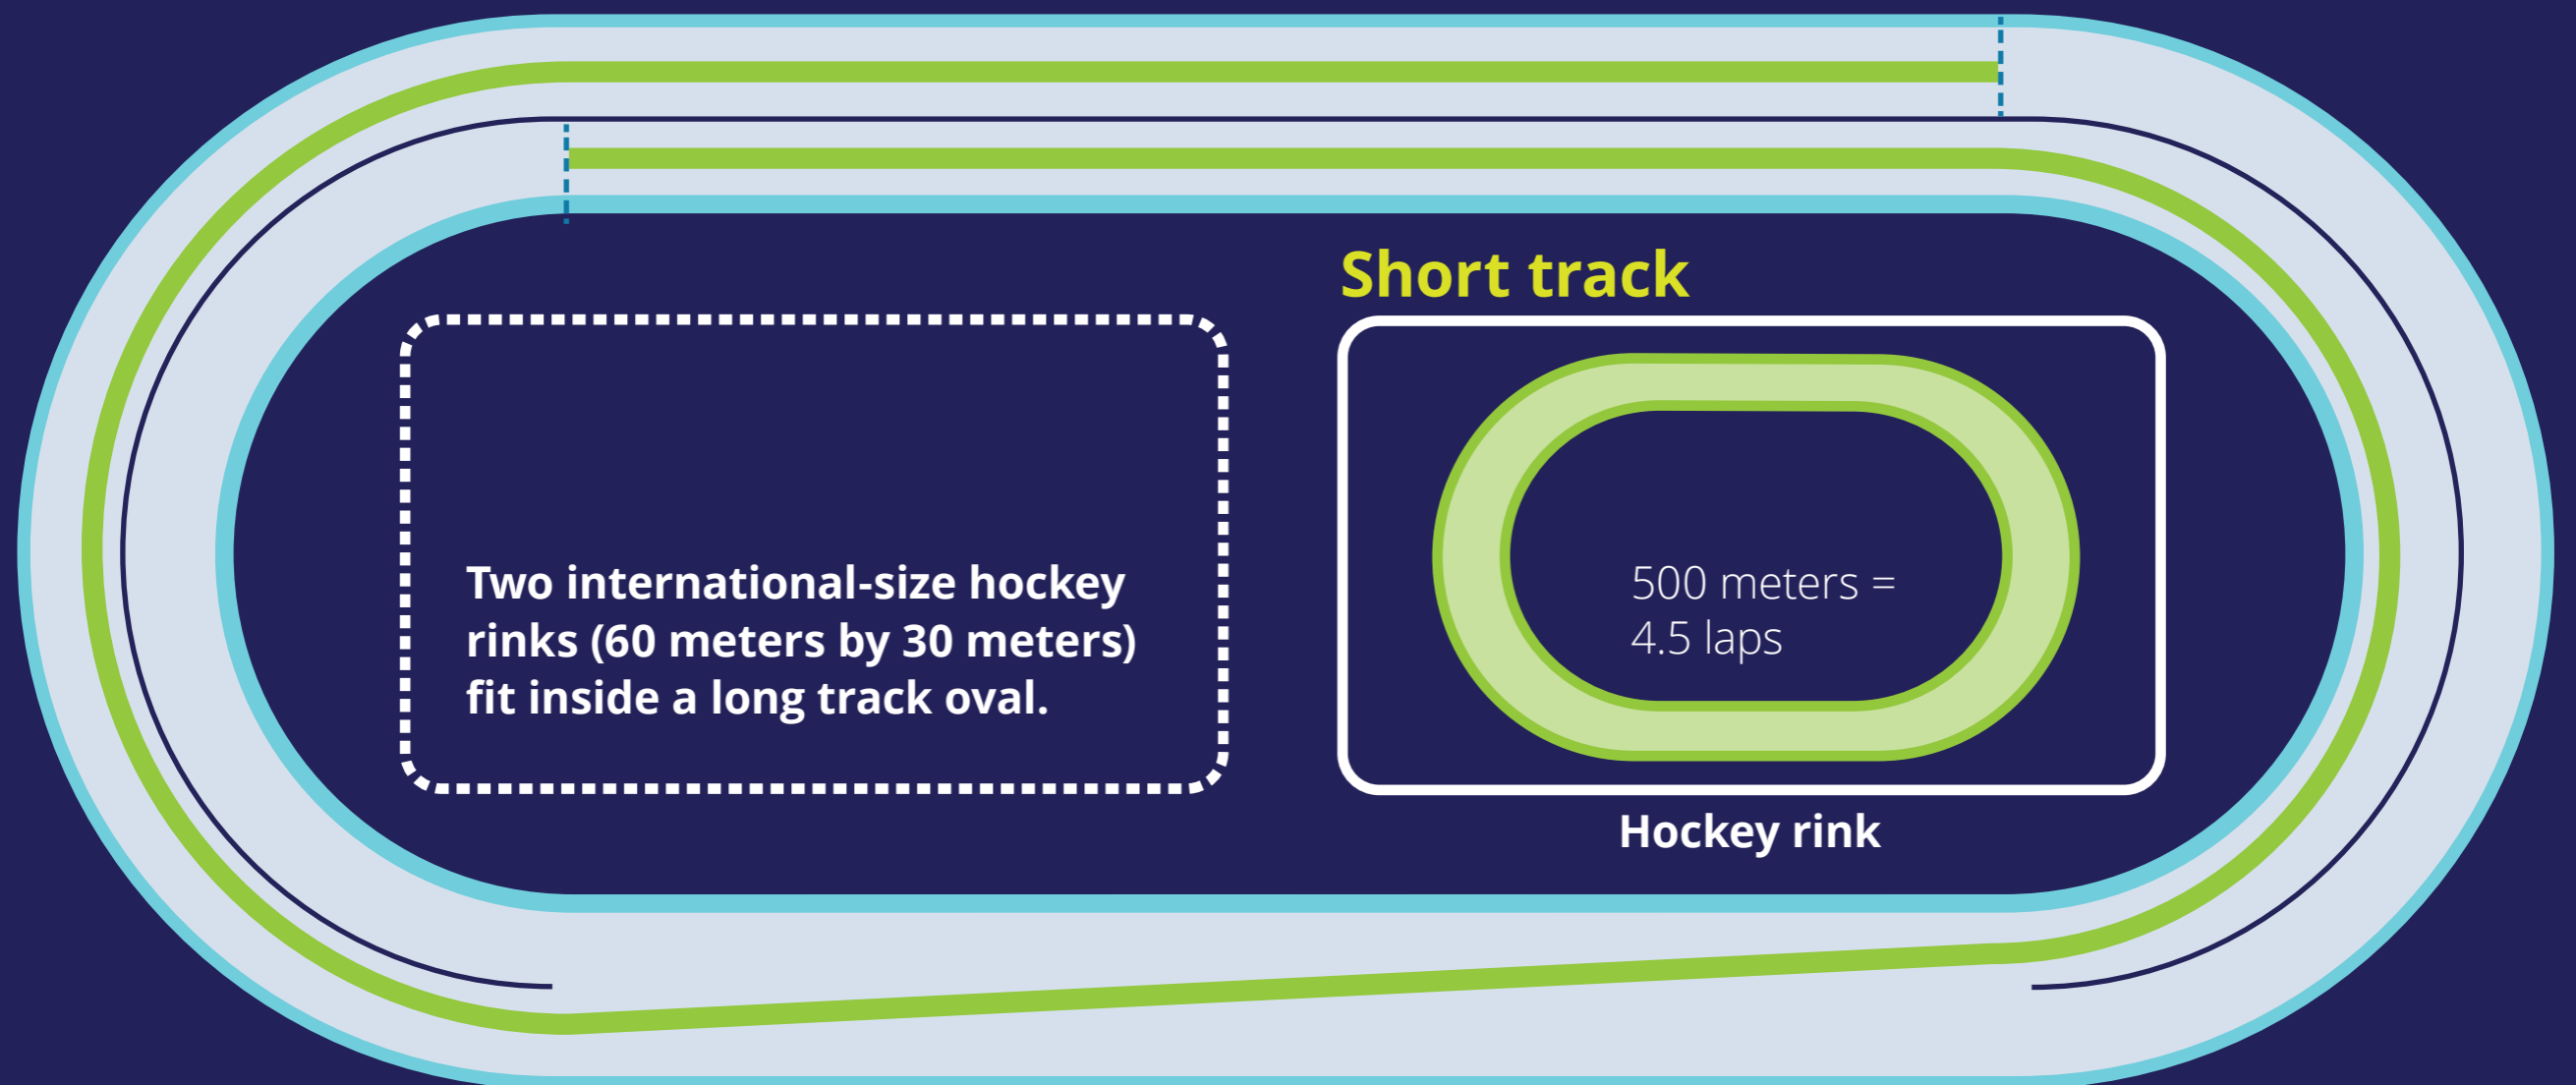 Short track
Two international-size hockey
rinks (60 meters by 30 meters)
fit inside a long track oval.
500 meters =
4.5 laps
Hockey rink